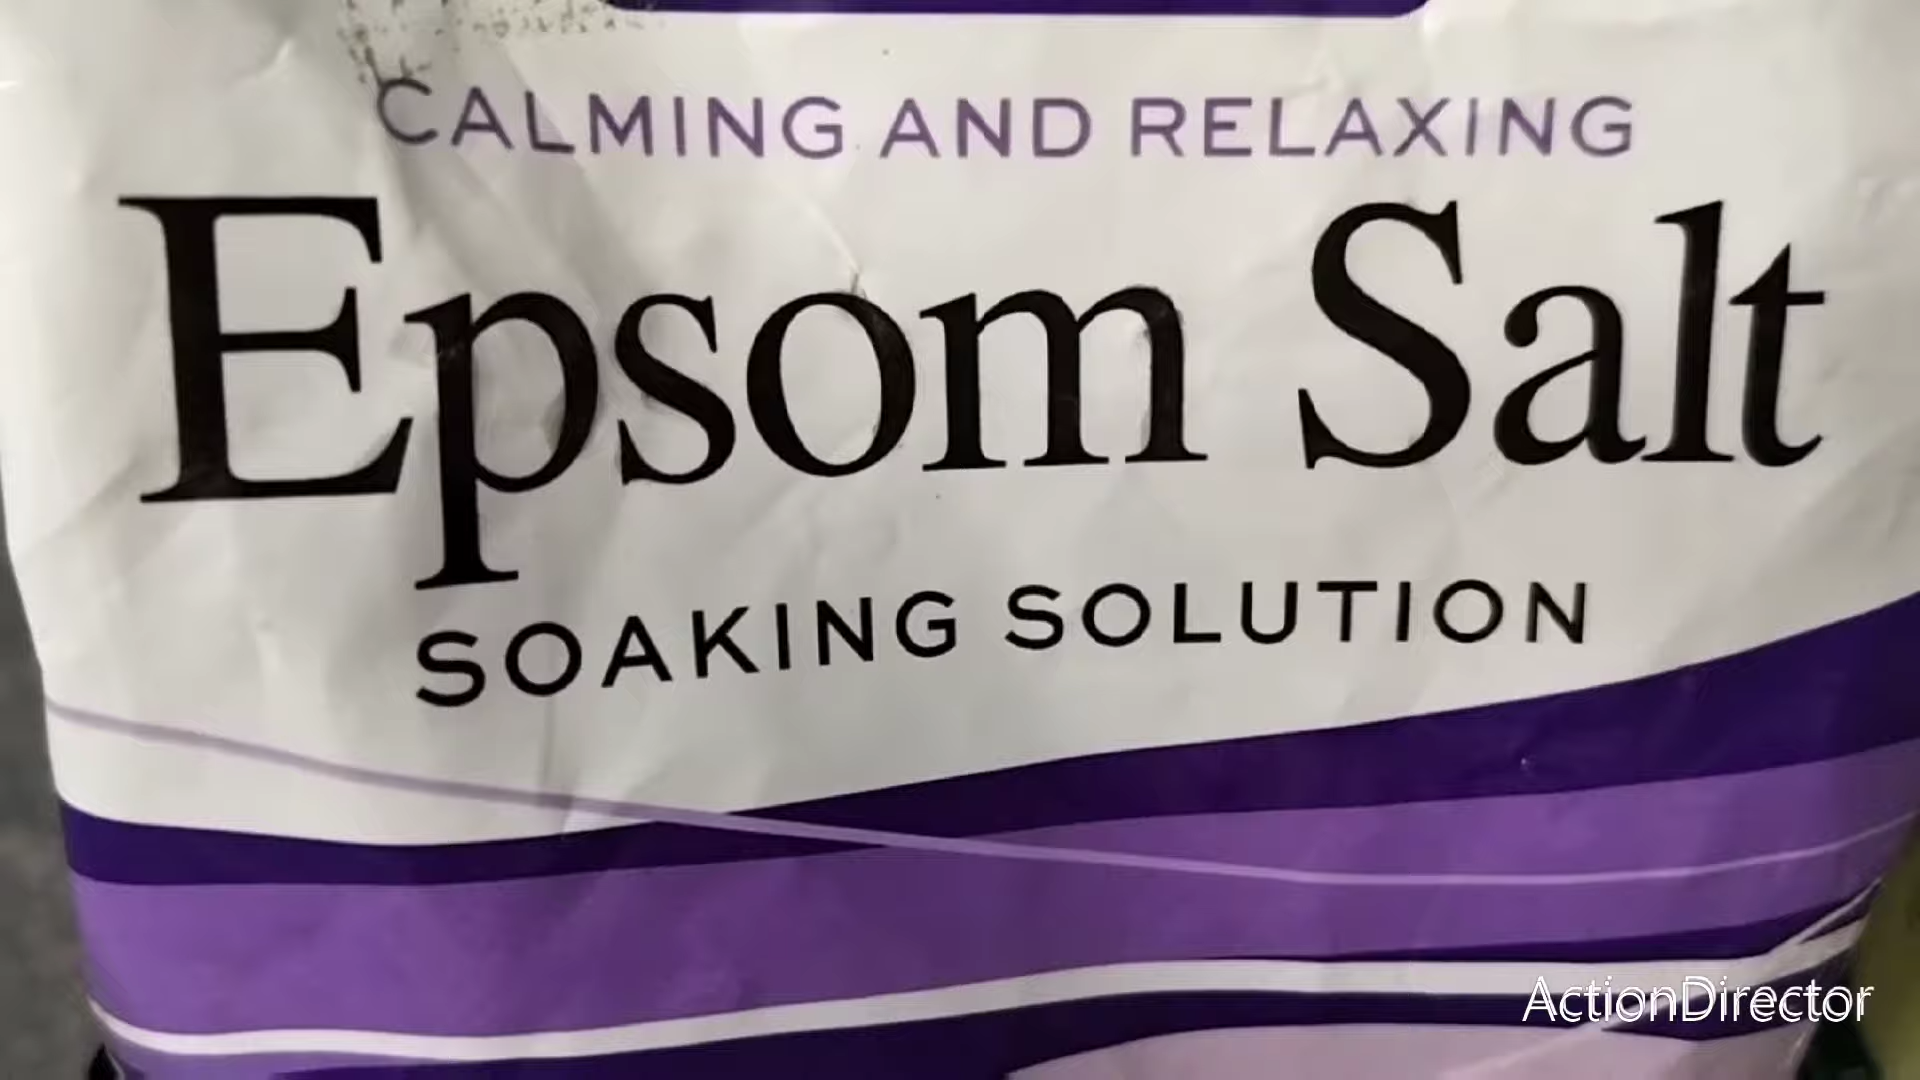 CALMING AND RELAXING
Epsom Salt
SOAKING SOLUTION
ActionDirector